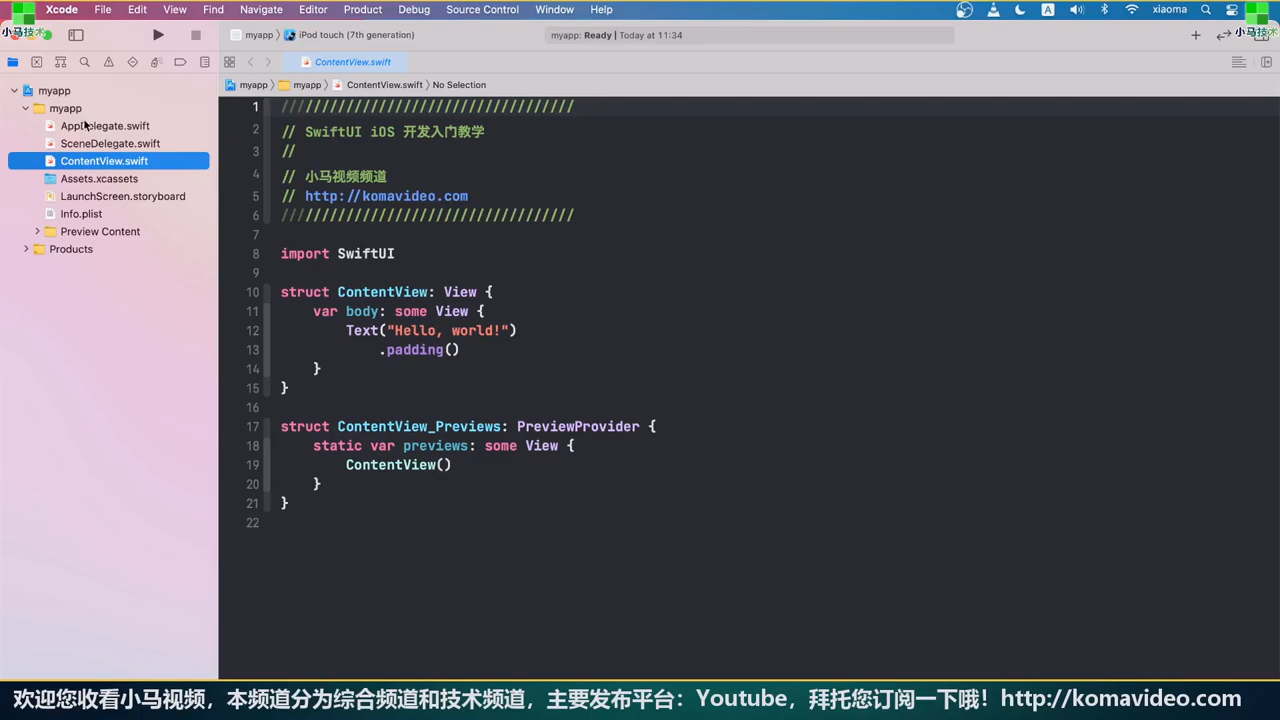 Xcode File Edit View Find Navigate Editor Product Debug Source Control Window Help A xiaoma
小马技术 小马技术
myapp iPod touch (7th generation) myapp: Ready | Today at 11:34
ContentView.swift
myapp myapp ContentView.swift No Selection
myapp
myapp
AppDelegate.swift
SceneDelegate.swift
ContentView.swift
Assets.xcassets
LaunchScreen.storyboard
Info.plist
Preview Content
Products
1 ////////////////////////////////////
2 // SwiftUI iOS 开发入门教学
3 //
4 // 小马视频频道
5 // http://komavideo.com
6 ////////////////////////////////////
7
8 import SwiftUI
9
10 struct ContentView: View {
11 var body: some View {
12 Text("Hello, world!")
13 .padding()
14 }
15 }
16
17 struct ContentView_Previews: PreviewProvider {
18 static var previews: some View {
19 ContentView()
20 }
21 }
22
欢迎您收看小马视频，本频道分为综合频道和技术频道，主要发布平台：Youtube，拜托您订阅一下哦！http://komavideo.com